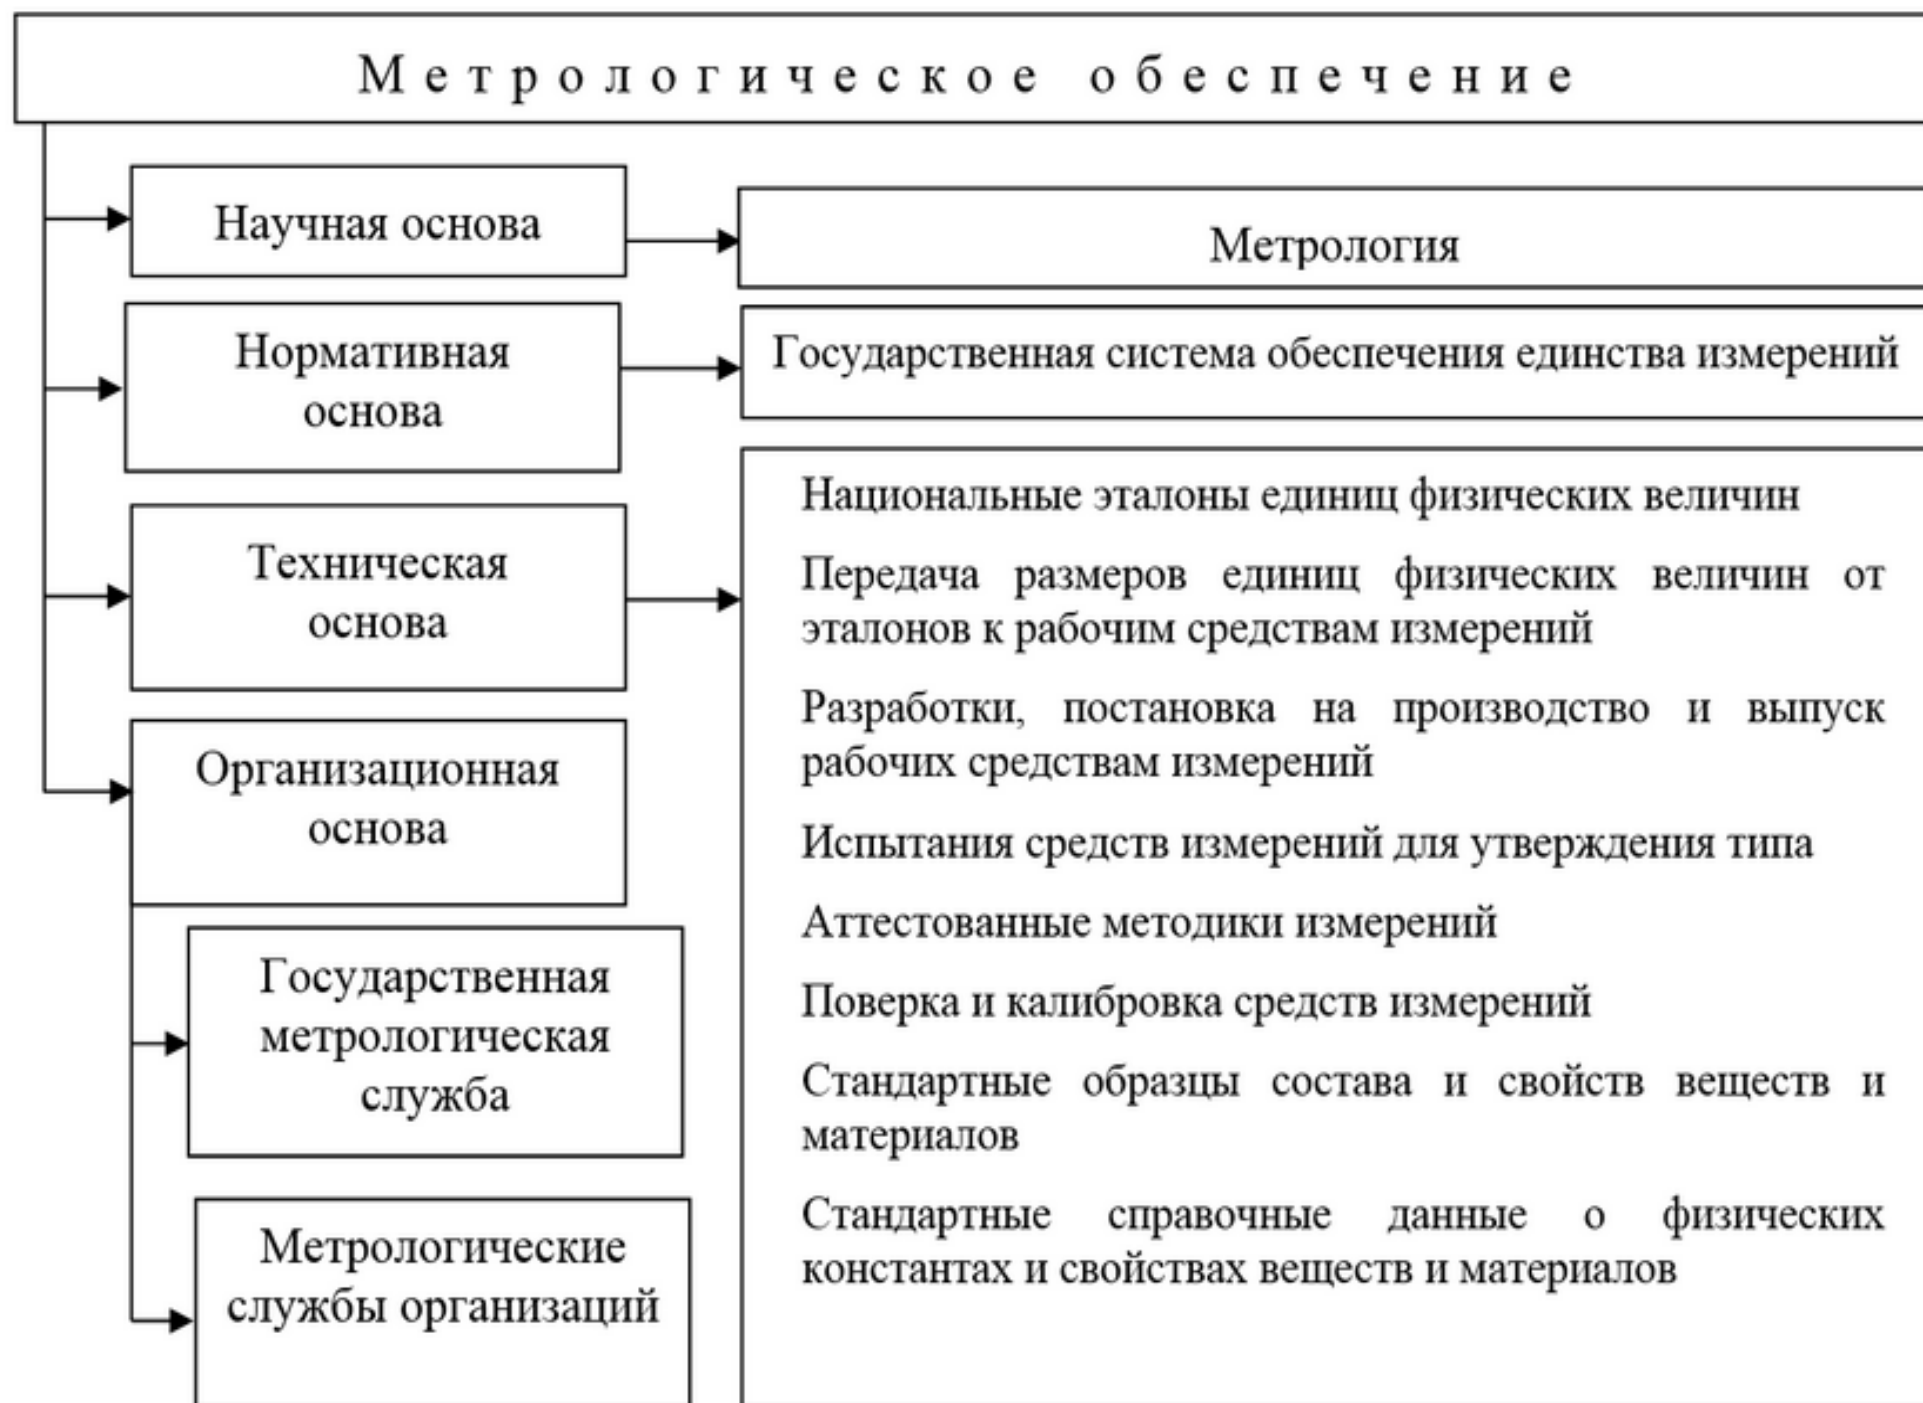 Метрологическое обеспечение
Научная основа
Метрология
Нормативная
основа
Государственная система обеспечения единства измерений
Техническая
основа
Национальные эталоны единиц физических величин
Передача размеров единиц физических величин от
эталонов к рабочим средствам измерений
Разработки, постановка на производство и выпуск
рабочих средствам измерений
Испытания средств измерений для утверждения типа
Аттестованные методики измерений
Поверка и калибровка средств измерений
Стандартные образцы состава и свойств веществ и
материалов
Стандартные справочные данные о физических
константах и свойствах веществ и материалов
Организационная
основа
Государственная
метрологическая
служба
Метрологические
службы организаций